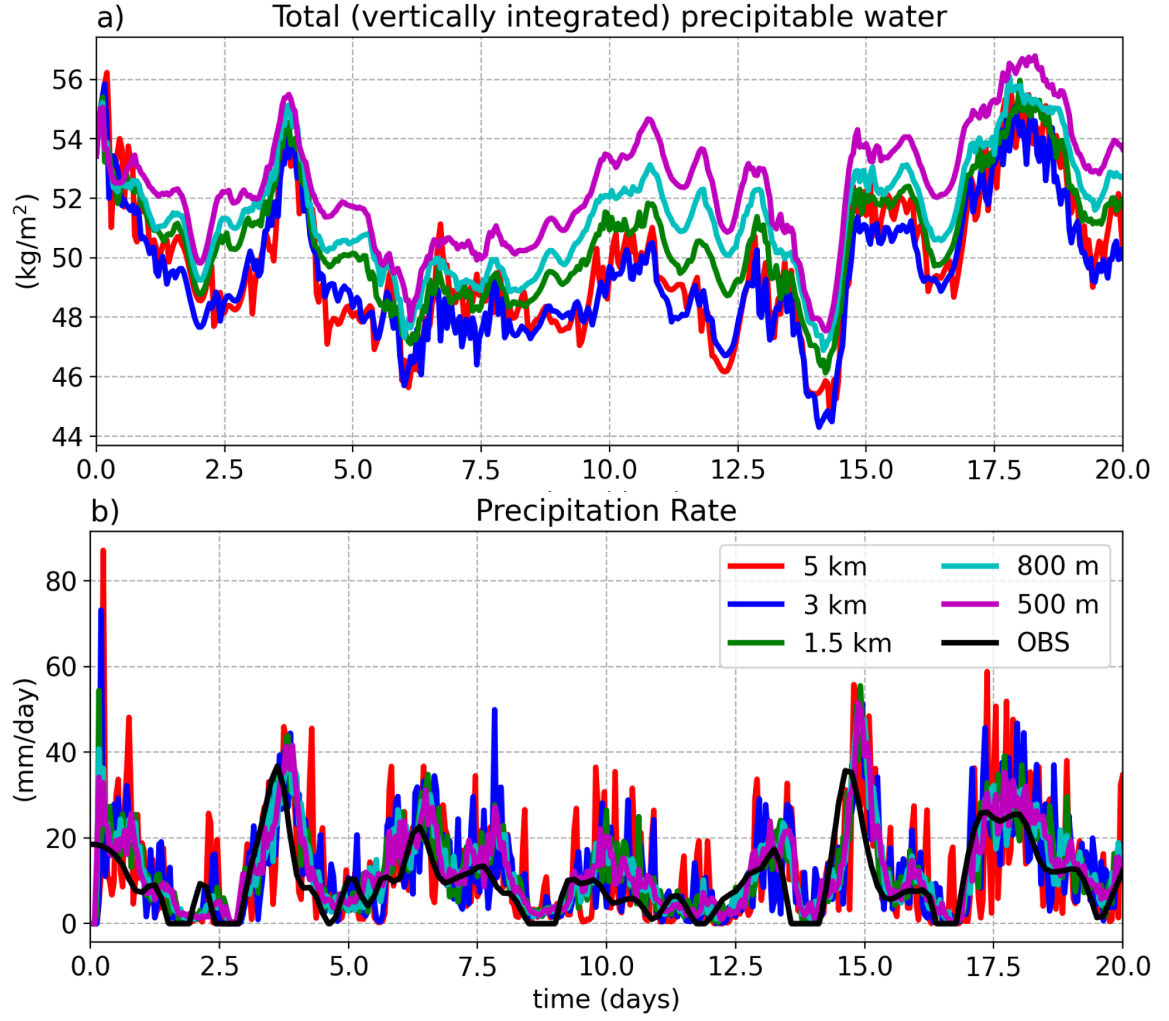 a) Total (vertically integrated) precipitable water
(kg/m²)
56
54
52
50
48
46
44
0.0 2.5 5.0 7.5 10.0 12.5 15.0 17.5 20.0
b) Precipitation Rate
(mm/day)
80
60
40
20
0
5 km 800 m
3 km 500 m
1.5 km OBS
0.0 2.5 5.0 7.5 10.0 12.5 15.0 17.5 20.0
time (days)